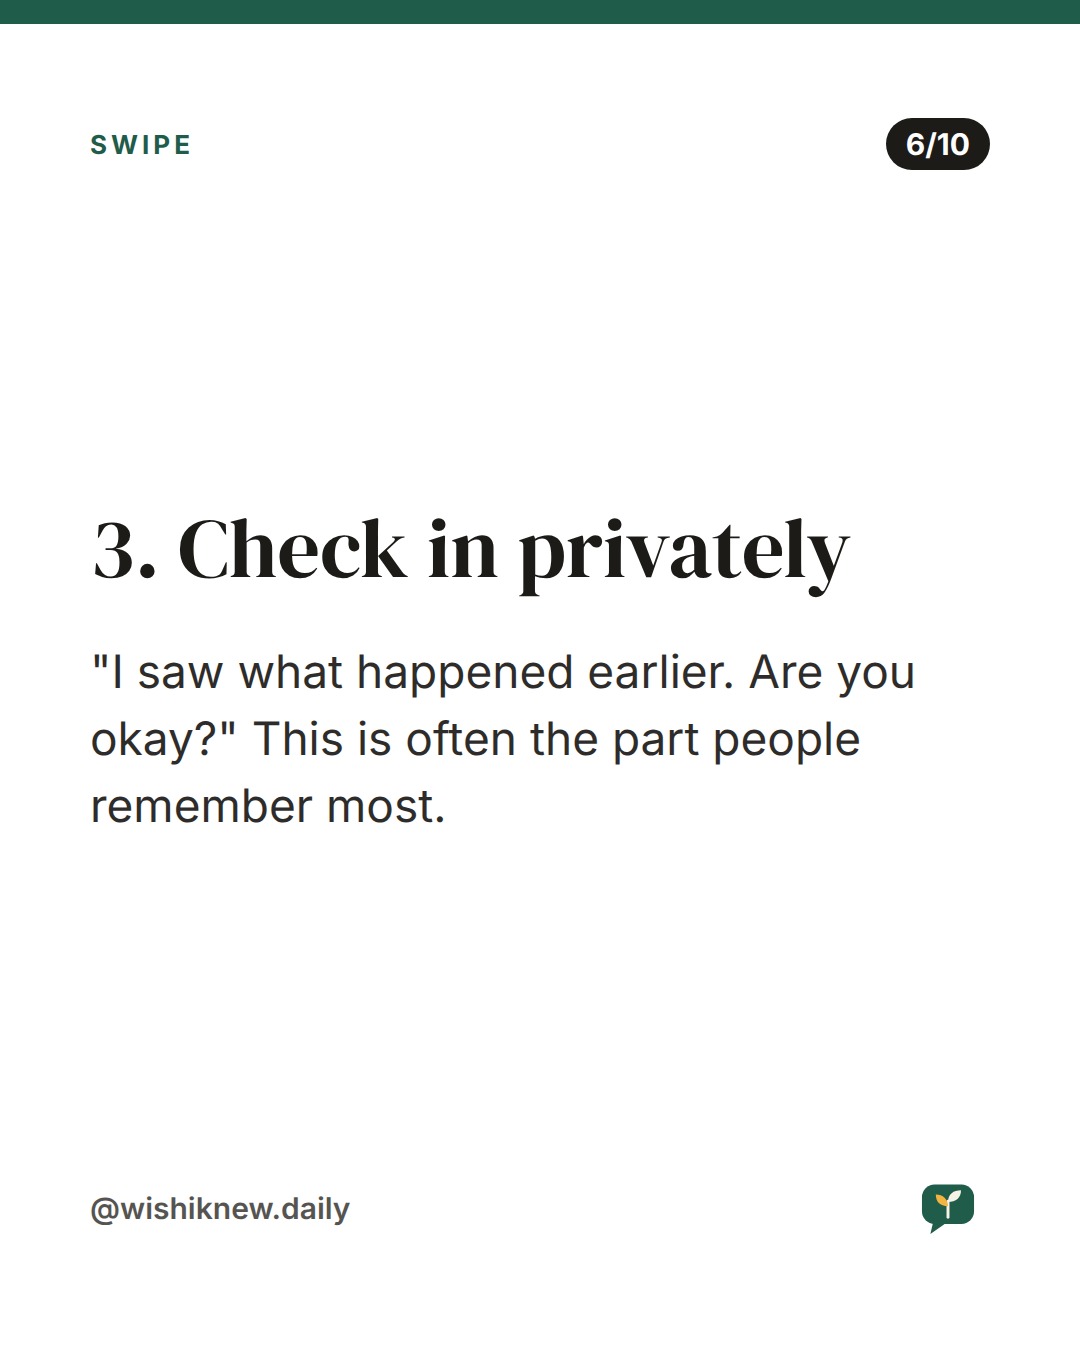 SWIPE
6/10
3. Check in privately
"I saw what happened earlier. Are you
okay?" This is often the part people
remember most.
@wishiknew.daily